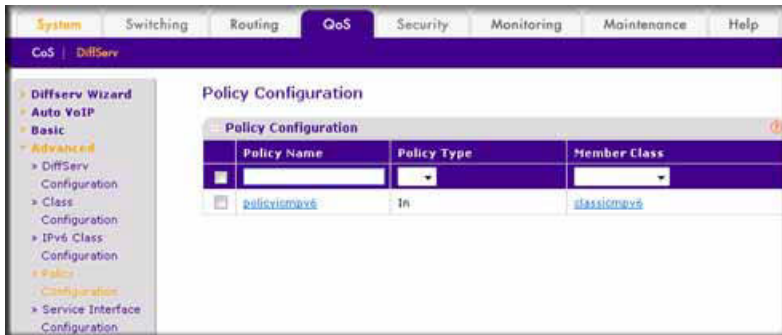 System Switching Routing QoS Security Monitoring Maintenance Help
CoS | DiffServ
Diffserv Wizard
Auto VoIP
Basic
Advanced
» DiffServ
Configuration
» Class
Configuration
» IPv6 Class
Configuration
» Policy
Configuration
» Service Interface
Configuration
Policy Configuration
Policy Configuration
Policy Name Policy Type Member Class
policyicmpv6 In classicmpv6